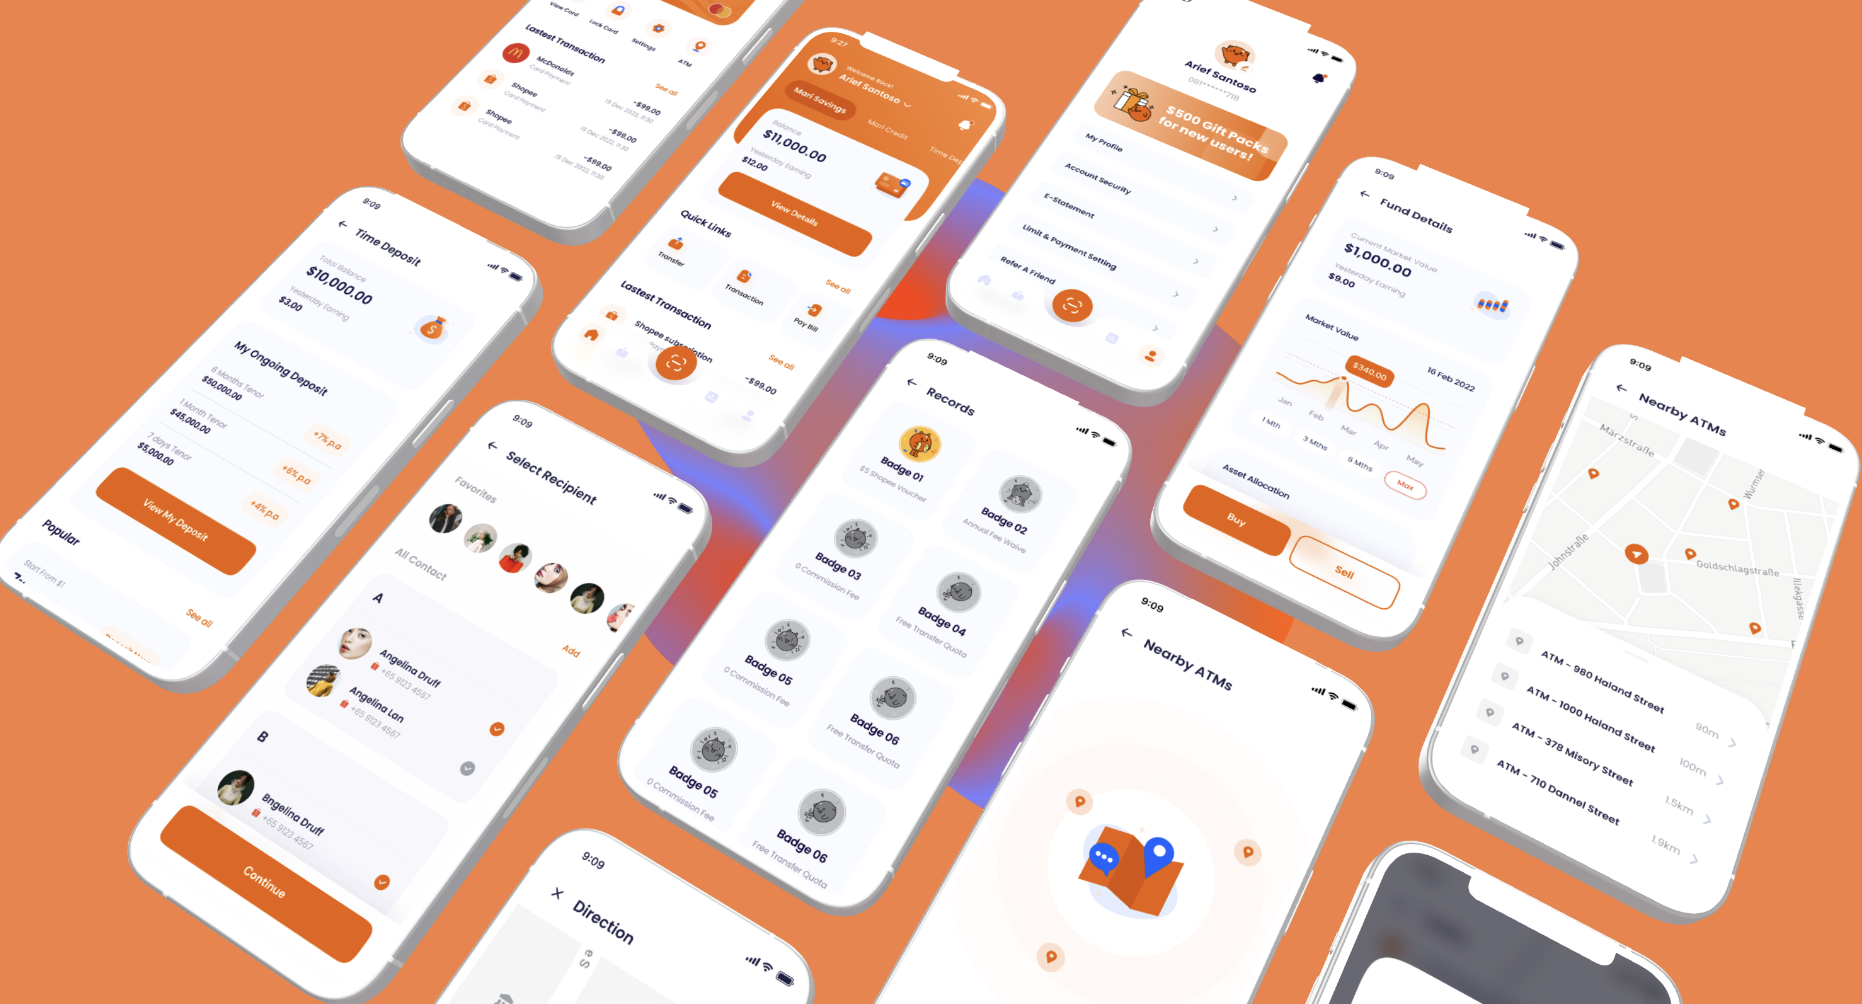 View Card
Lock Card
Settings
ATM
Lastest Transaction
See all
McDonalds
Card Payment
-$99.00
19 Dec 2022, 11:30
Shopee
Card Payment
-$99.00
19 Dec 2022, 11:30
Shopee
Card Payment
-$99.00
19 Dec 2022, 11:30
9:27
Welcome Back!
Arief Santoso
Mari Savings
Mari Credit
Time Dep
Balance
$11,000.00
Yesterday Earning
$12.00
View Details
Quick Links
See all
Transfer
Transaction
Pay Bill
Lastest Transaction
See all
Shopee subscription
-$99.00
Arief Santoso
081*******718
$500 Gift Packs
for new users!
My Profile
Account Security
E-Statement
Limit & Payment Setting
Refer A Friend
9:09
Fund Details
Current Market Value
$1,000.00
Yesterday Earning
$9.00
Market Value
16 Feb 2022
$340.00
Jan
Feb
Mar
Apr
May
1 Mth
3 Mths
6 Mths
Max
Asset Allocation
Buy
Sell
9:09
Time Deposit
Total Balance
$10,000.00
Yesterday Earning
$3.00
My Ongoing Deposit
6 Months Tenor
$50,000.00
+7% p.a
1 Month Tenor
$45,000.00
+6% p.a
7 days Tenor
$5,000.00
+4% p.a
View My Deposit
Popular
See all
Start From $1
9:09
Select Recipient
Favorites
All Contact
Add
A
Angelina Druff
+65 9123 4567
Angelina Lan
+65 9123 4567
B
Bngelina Druff
+65 9123 4567
Continue
9:09
Records
Badge 01
$5 Shopee Voucher
Badge 02
Annual Fee Waive
Badge 03
0 Commission Fee
Badge 04
Free Transfer Quota
Badge 05
0 Commission Fee
Badge 06
Free Transfer Quota
Badge 05
0 Commission Fee
Badge 06
Free Transfer Quota
9:09
Nearby ATMs
Märzstraße
Wurmser
Johnstraße
Goldschlagstraße
Illekgasse
ATM - 980 Haland Street
90m
ATM - 1000 Haland Street
100m
ATM - 378 Misory Street
1.5km
ATM - 710 Dannel Street
1.9km
9:09
Nearby ATMs
9:09
Direction